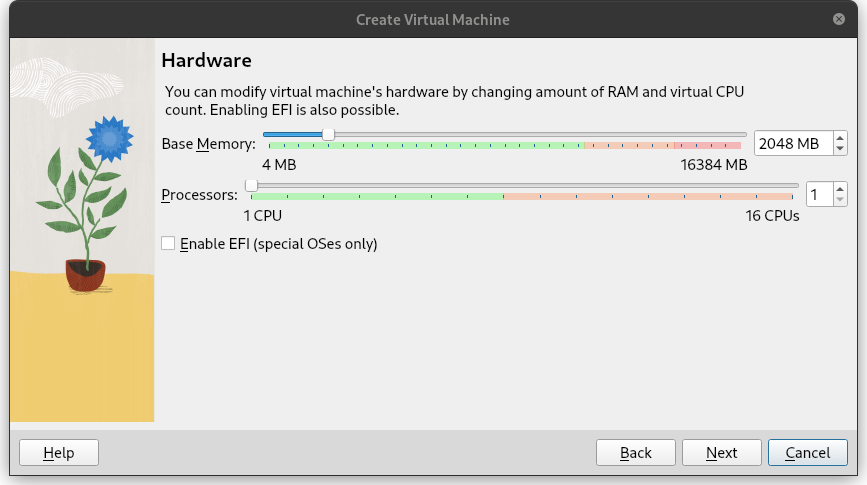 Create Virtual Machine
Hardware
You can modify virtual machine's hardware by changing amount of RAM and virtual CPU
count. Enabling EFI is also possible.
Base Memory:
2048 MB
4 MB
16384 MB
Processors:
1
1 CPU
16 CPUs
Enable EFI (special OSes only)
Help
Back
Next
Cancel